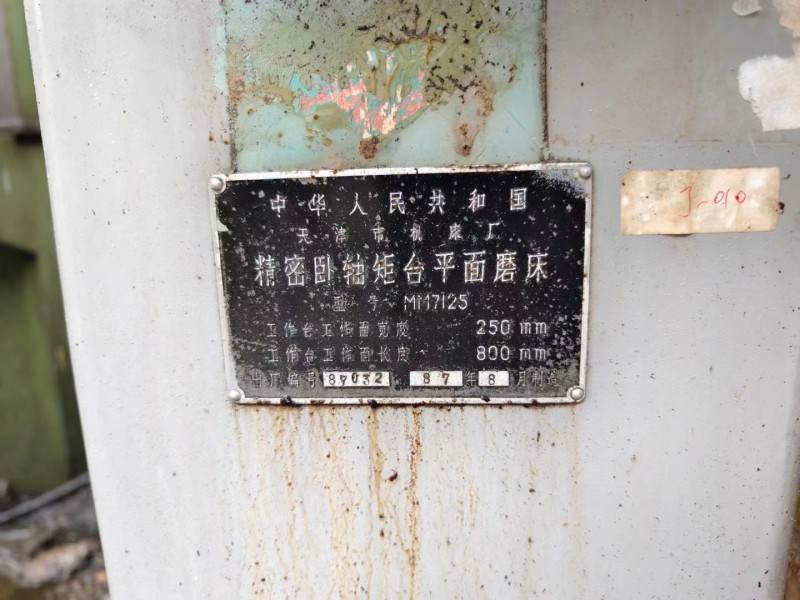 中华人民共和国
天津市机床厂
精密卧轴矩台平面磨床
型号 MM7125
工作台工作面宽度 250 mm
工作台工作面长度 800 mm
出厂编号 87032 87 年 8 月制造
J-010